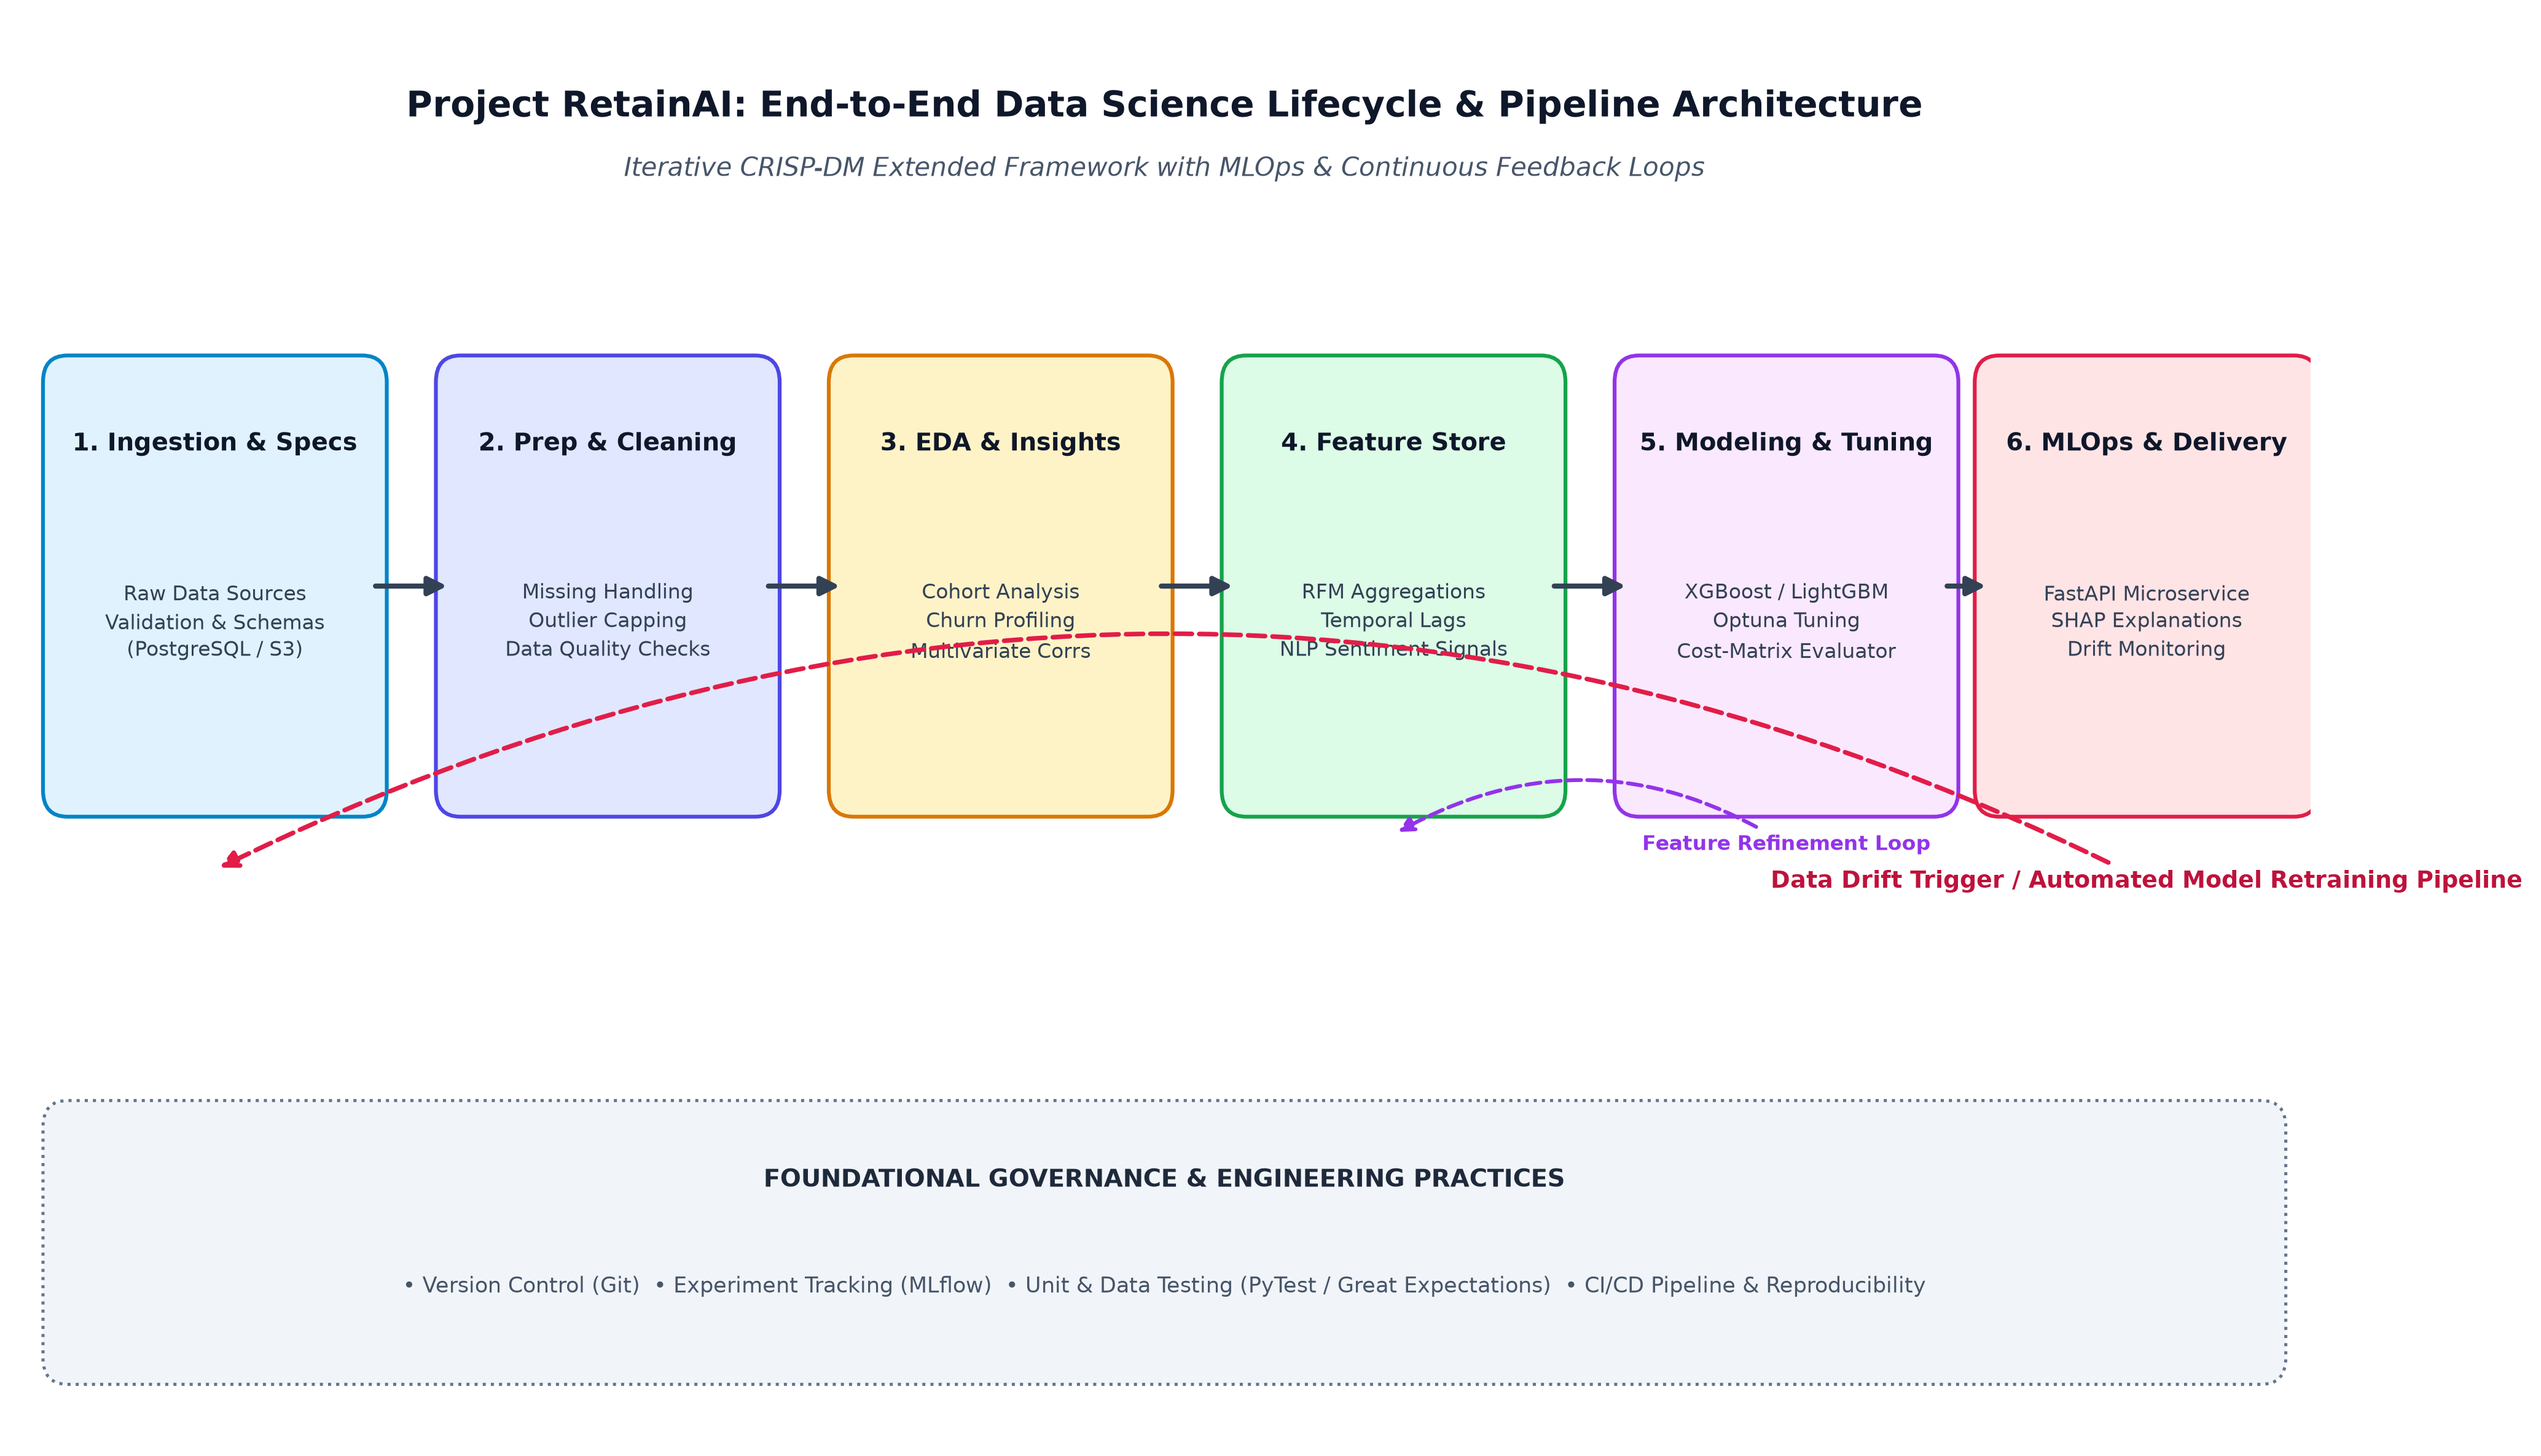 Project RetainAI: End-to-End Data Science Lifecycle & Pipeline Architecture
Iterative CRISP-DM Extended Framework with MLOps & Continuous Feedback Loops
1. Ingestion & Specs
Raw Data Sources
Validation & Schemas
(PostgreSQL / S3)
2. Prep & Cleaning
Missing Handling
Outlier Capping
Data Quality Checks
3. EDA & Insights
Cohort Analysis
Churn Profiling
Multivariate Corrs
4. Feature Store
RFM Aggregations
Temporal Lags
NLP Sentiment Signals
5. Modeling & Tuning
XGBoost / LightGBM
Optuna Tuning
Cost-Matrix Evaluator
6. MLOps & Delivery
FastAPI Microservice
SHAP Explanations
Drift Monitoring
Feature Refinement Loop
Data Drift Trigger / Automated Model Retraining Pipeline
FOUNDATIONAL GOVERNANCE & ENGINEERING PRACTICES
• Version Control (Git) • Experiment Tracking (MLflow) • Unit & Data Testing (PyTest / Great Expectations) • CI/CD Pipeline & Reproducibility